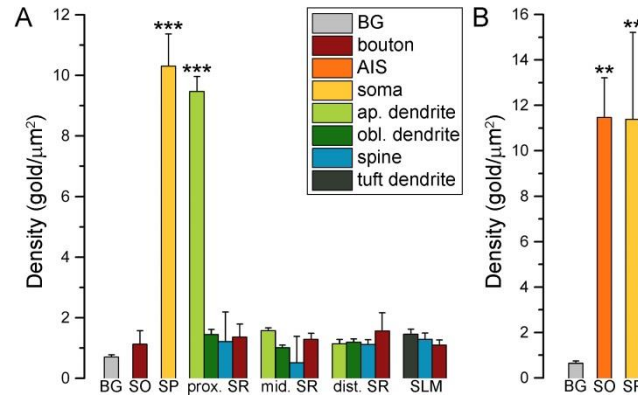 A
B
12
10
8
6
4
2
0
Density (gold/μm²)
***
***
BG
bouton
AIS
soma
ap. dendrite
obl. dendrite
spine
tuft dendrite
BG SO SP prox. SR mid. SR dist. SR SLM
16
14
12
10
8
6
4
2
0
Density (gold/μm²)
**
**
BG SO SP